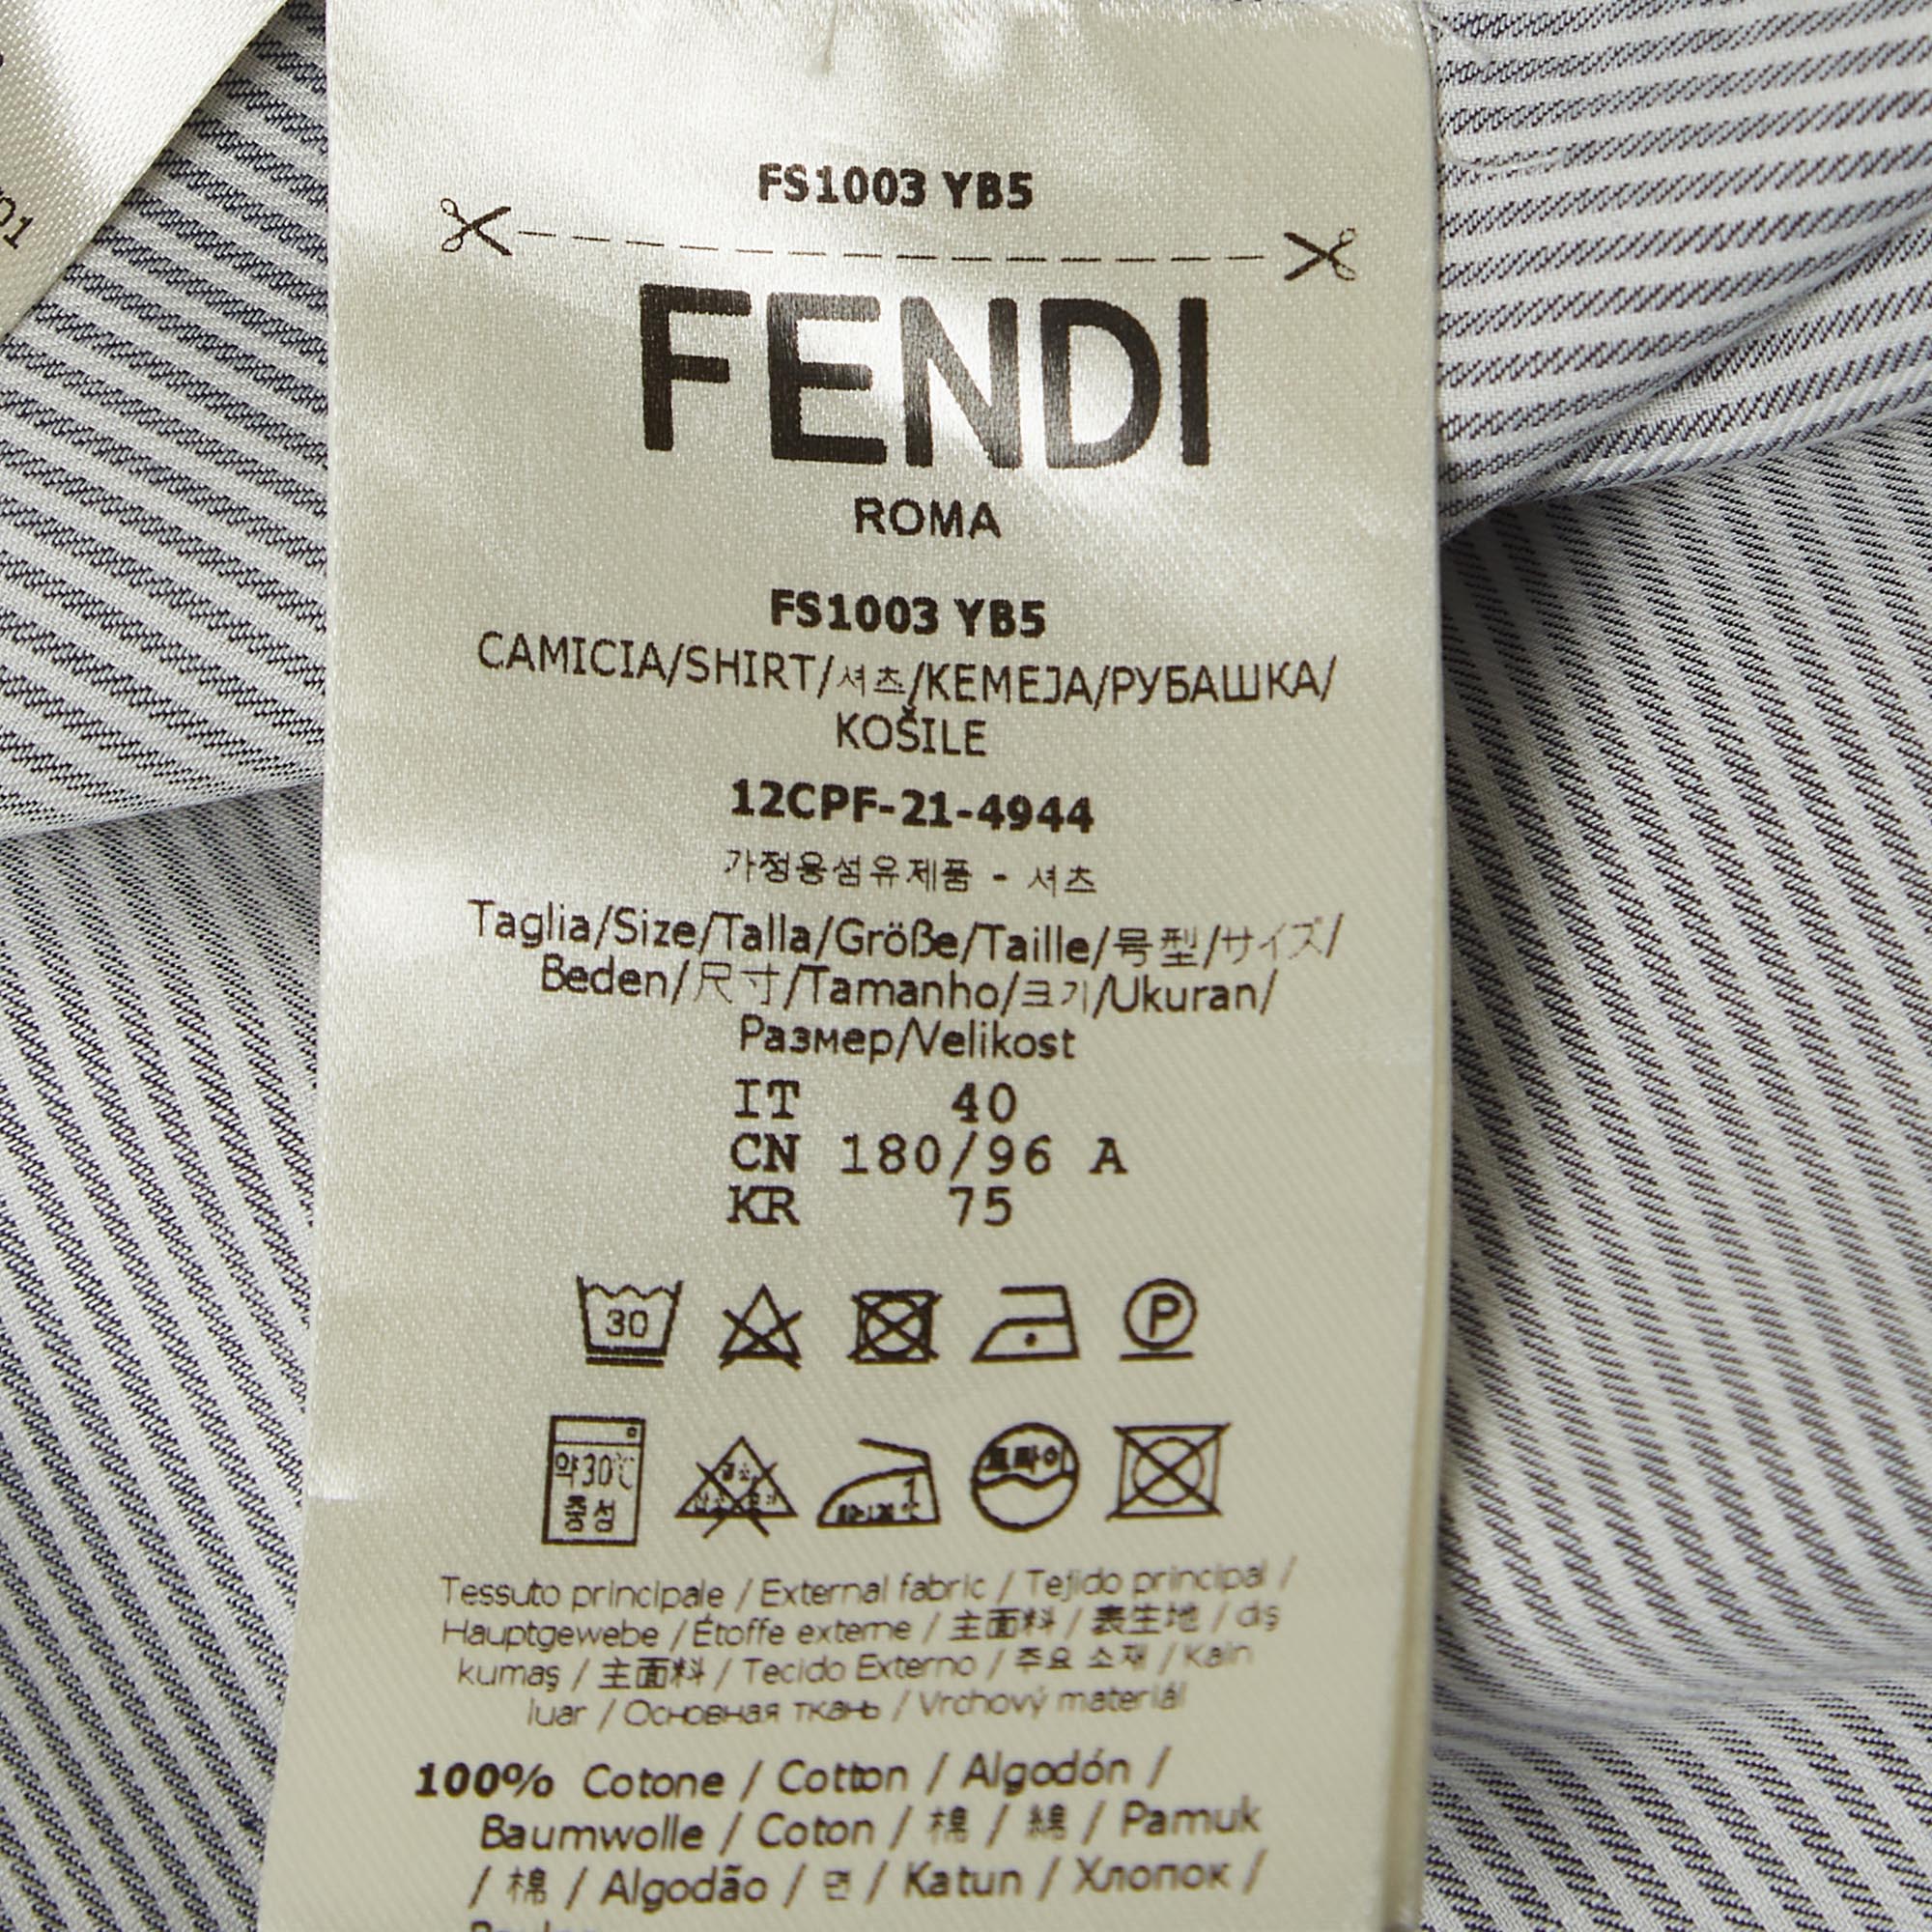 01
FS1003 YB5
FENDI
ROMA
FS1003 YB5
CAMICIA/SHIRT/셔츠/KEMEJA/РУБАШКА/
KOŠILE
12CPF-21-4944
가정용섬유제품 - 셔츠
Taglia/Size/Talla/Größe/Taille/号型/サイズ/
Beden/尺寸/Tamanho/크기/Ukuran/
Размер/Velikost
IT 40
CN 180/96 A
KR 75
30 P
약30℃
중성
드라이
Tessuto principale / External fabric / Tejido principal /
Hauptgewebe / Étoffe externe / 主面料 / 表生地 / dış
kumaş / 主面料 / Tecido Externo / 주요 소재 / Kain
luar / Основная ткань / Vrchový materiál
100% Cotone / Cotton / Algodón /
Baumwolle / Coton / 棉 / 綿 / Pamuk
/ 棉 / Algodão / 면 / Katun / Хлопок /